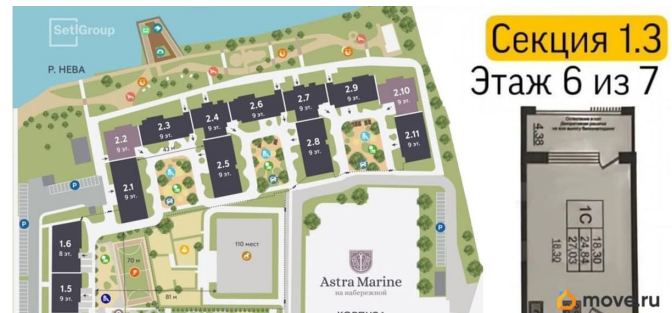 SetlGroup
Р. НЕВА
Секция 1.3
Этаж 6 из 7
2.2
9 эт.
2.3
9 эт.
2.4
9 эт.
2.6
9 эт.
2.7
9 эт.
2.9
9 эт.
2.10
9 эт.
2.1
9 эт.
2.5
9 эт.
2.8
9 эт.
2.11
9 эт.
43 м
P
P
P
P
1.6
8 эт.
1.5
9 эт.
70 м
81 м
110 мест
Astra Marine
на набережной
4.38
1С
18.30
24.84
27.03
18.30
move.ru